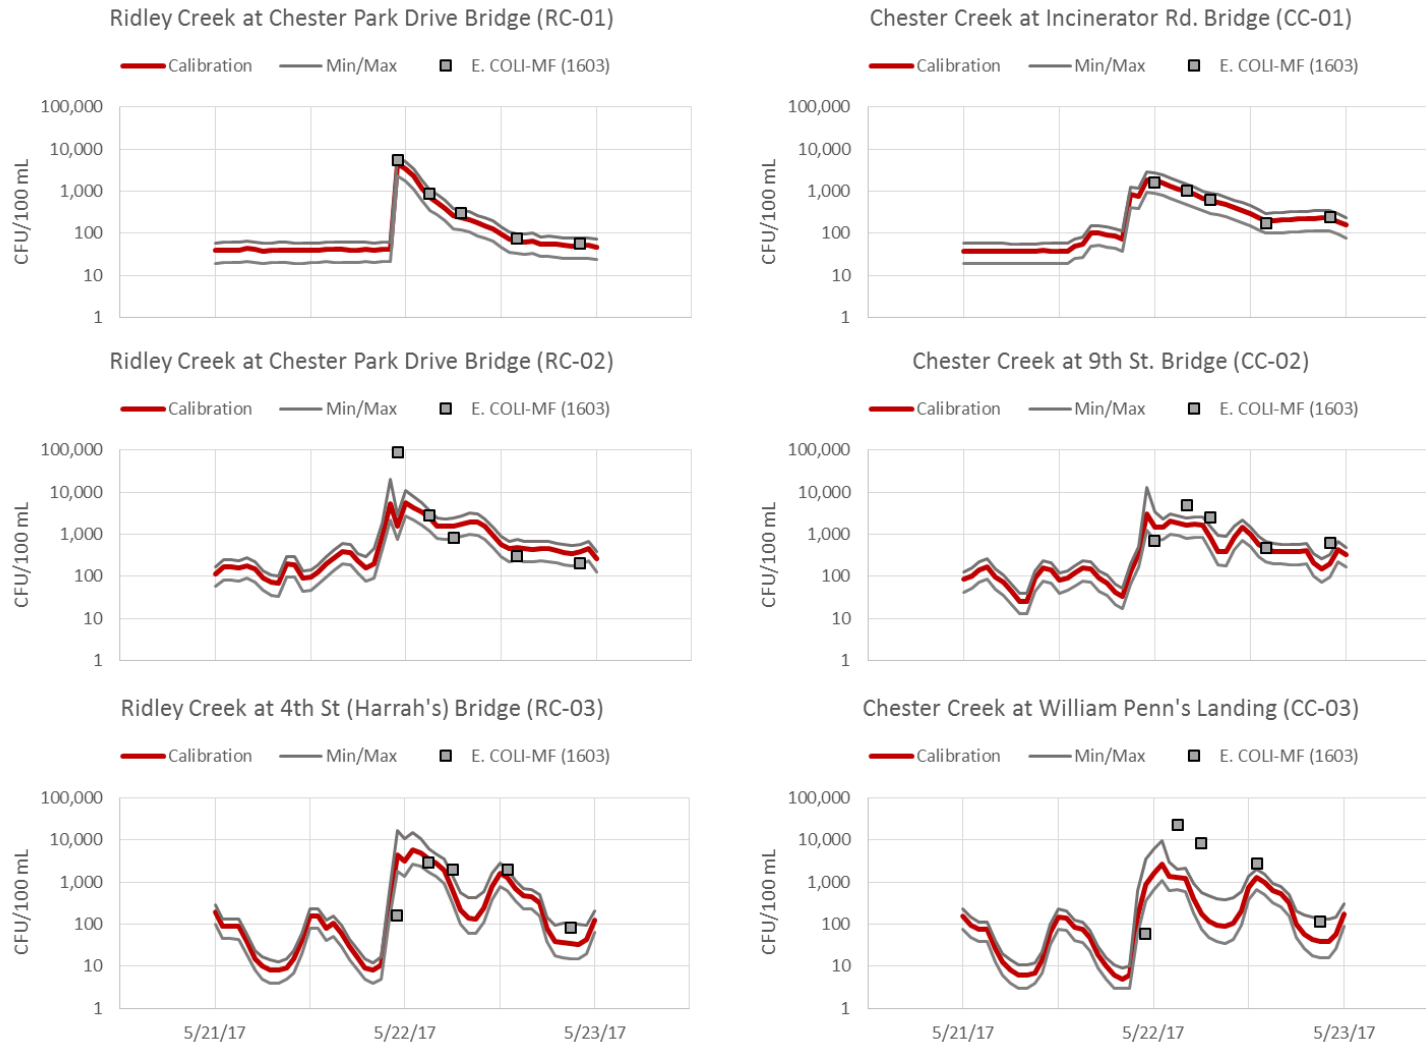 Ridley Creek at Chester Park Drive Bridge (RC-01)
Calibration Min/Max E. COLI-MF (1603)
CFU/100 mL
100,000
10,000
1,000
100
10
1
Chester Creek at Incinerator Rd. Bridge (CC-01)
Calibration Min/Max E. COLI-MF (1603)
CFU/100 mL
100,000
10,000
1,000
100
10
1
Ridley Creek at Chester Park Drive Bridge (RC-02)
Calibration Min/Max E. COLI-MF (1603)
CFU/100 mL
100,000
10,000
1,000
100
10
1
Chester Creek at 9th St. Bridge (CC-02)
Calibration Min/Max E. COLI-MF (1603)
CFU/100 mL
100,000
10,000
1,000
100
10
1
Ridley Creek at 4th St (Harrah's) Bridge (RC-03)
Calibration Min/Max E. COLI-MF (1603)
CFU/100 mL
100,000
10,000
1,000
100
10
1
5/21/17 5/22/17 5/23/17
Chester Creek at William Penn's Landing (CC-03)
Calibration Min/Max E. COLI-MF (1603)
CFU/100 mL
100,000
10,000
1,000
100
10
1
5/21/17 5/22/17 5/23/17